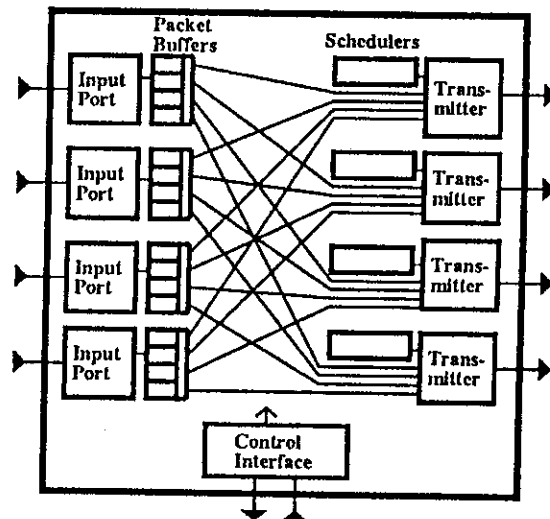 Packet
Buffers
Schedulers
Input
Port
Trans-
mitter
Input
Port
Trans-
mitter
Input
Port
Trans-
mitter
Input
Port
Trans-
mitter
Control
Interface